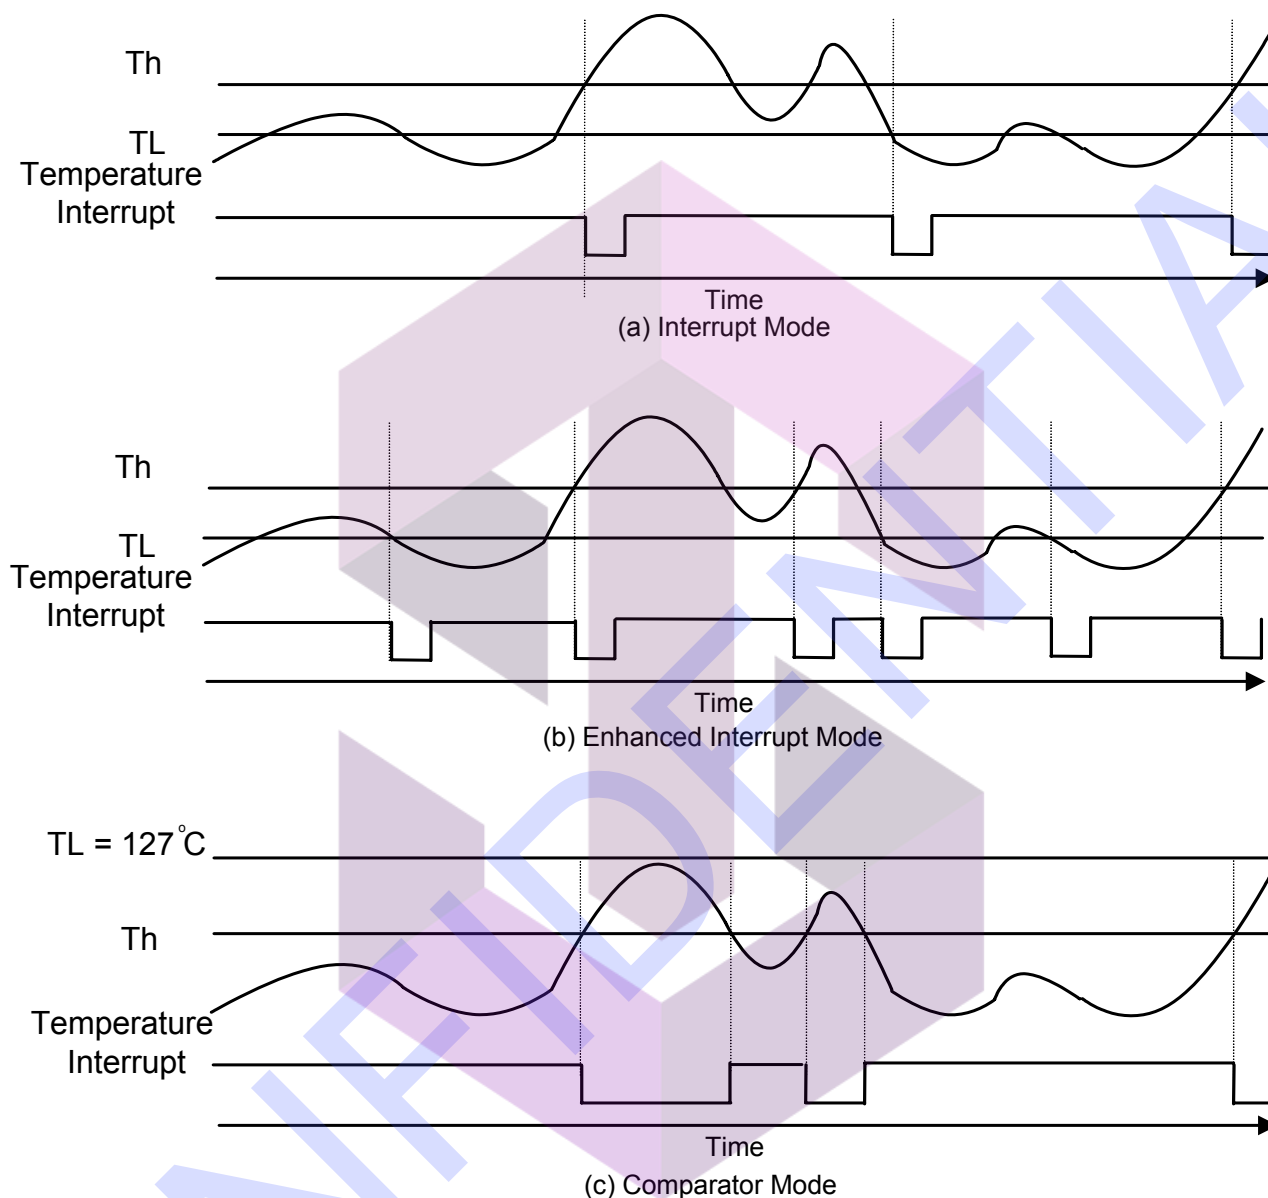 Th
TL
Temperature
Interrupt
Time
(a) Interrupt Mode
Th
TL
Temperature
Interrupt
Time
(b) Enhanced Interrupt Mode
TL = 127°C
Th
Temperature
Interrupt
Time
(c) Comparator Mode
NFIDENTIA